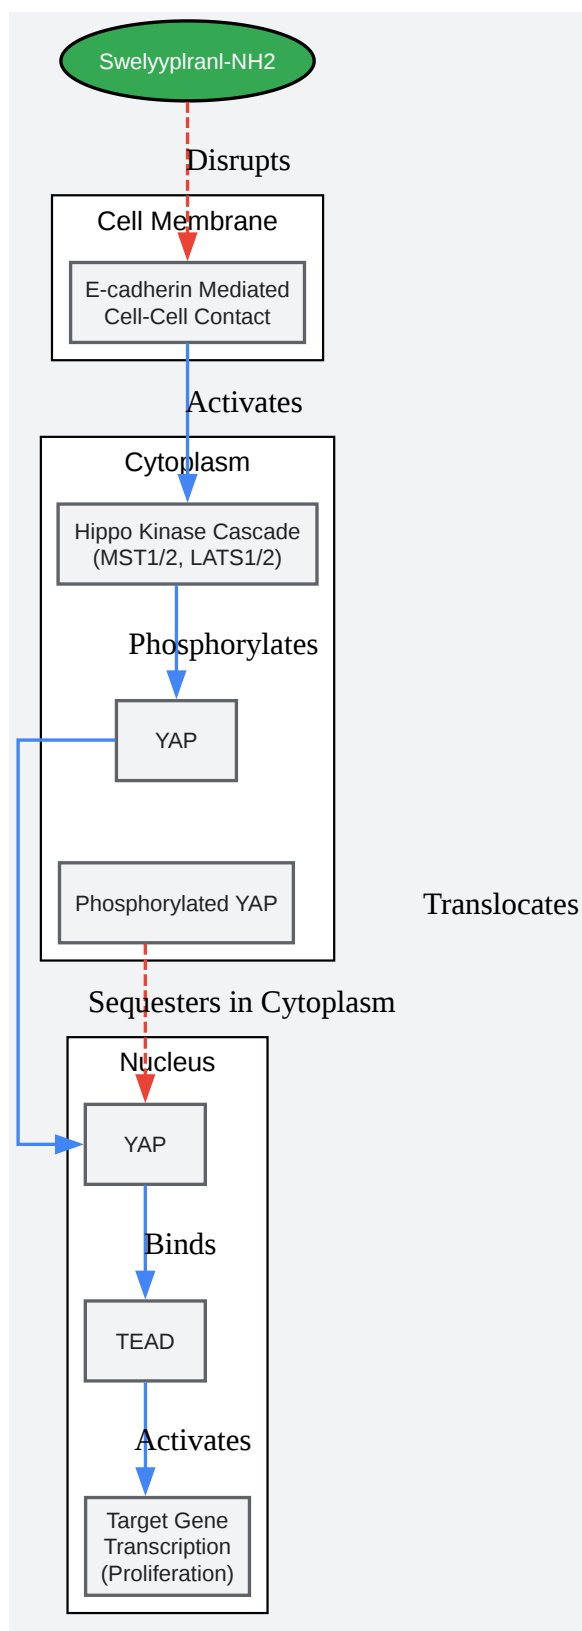 Swelyyplranl-NH2
Disrupts
Cell Membrane
E-cadherin Mediated
Cell-Cell Contact
Activates
Cytoplasm
Hippo Kinase Cascade
(MST1/2, LATS1/2)
Phosphorylates
YAP
Phosphorylated YAP
Translocates
Sequesters in Cytoplasm
Nucleus
YAP
Binds
TEAD
Activates
Target Gene
Transcription
(Proliferation)